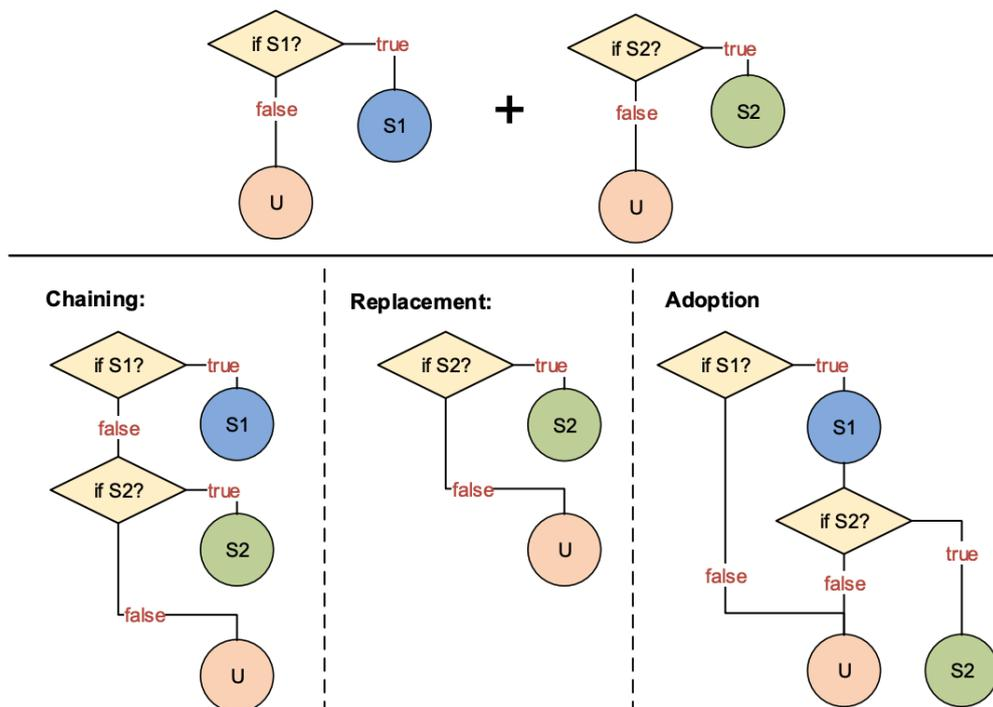 if S1?
true
false
S1
U
+
if S2?
true
false
S2
U
Chaining:
if S1?
true
S1
false
if S2?
true
S2
false
U
Replacement:
if S2?
true
S2
false
U
Adoption
if S1?
true
S1
if S2?
true
false
false
U
S2